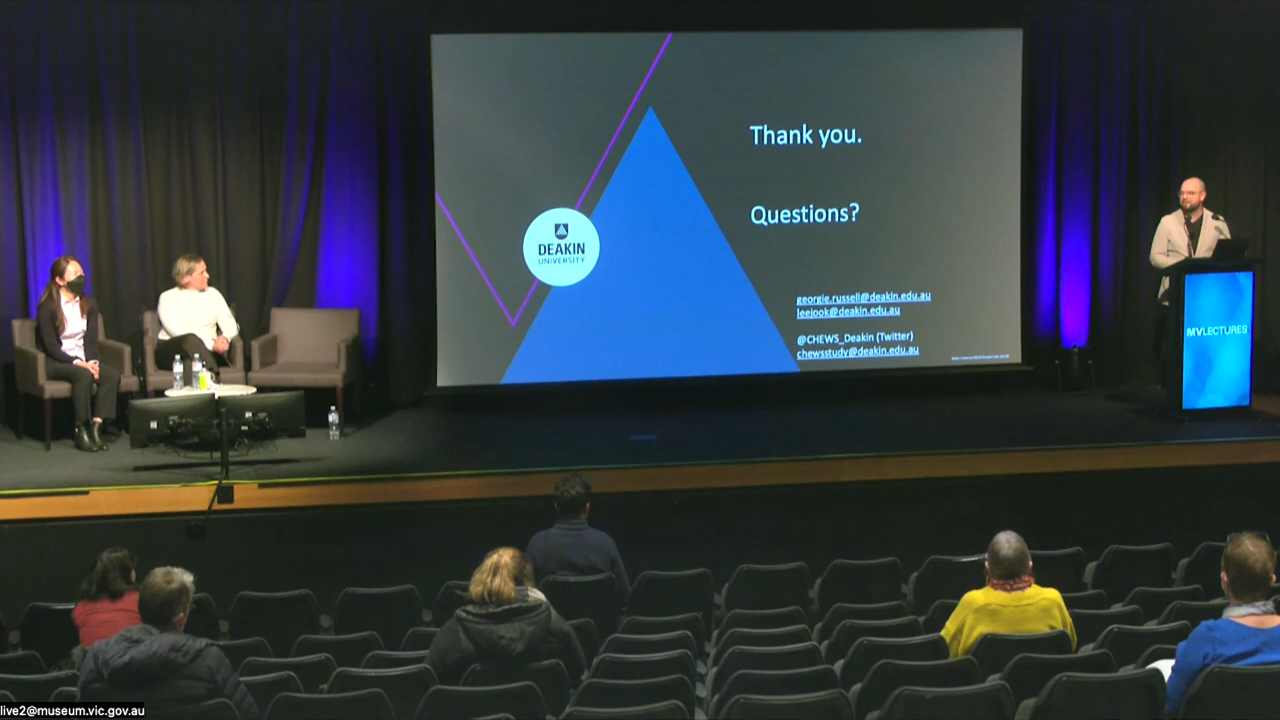 Thank you.
Questions?
DEAKIN
UNIVERSITY
georgie.russell@deakin.edu.au
leejook@deakin.edu.au
@CHEWS_Deakin (Twitter)
chewsstudy@deakin.edu.au
MVLECTURES
live2@museum.vic.gov.au